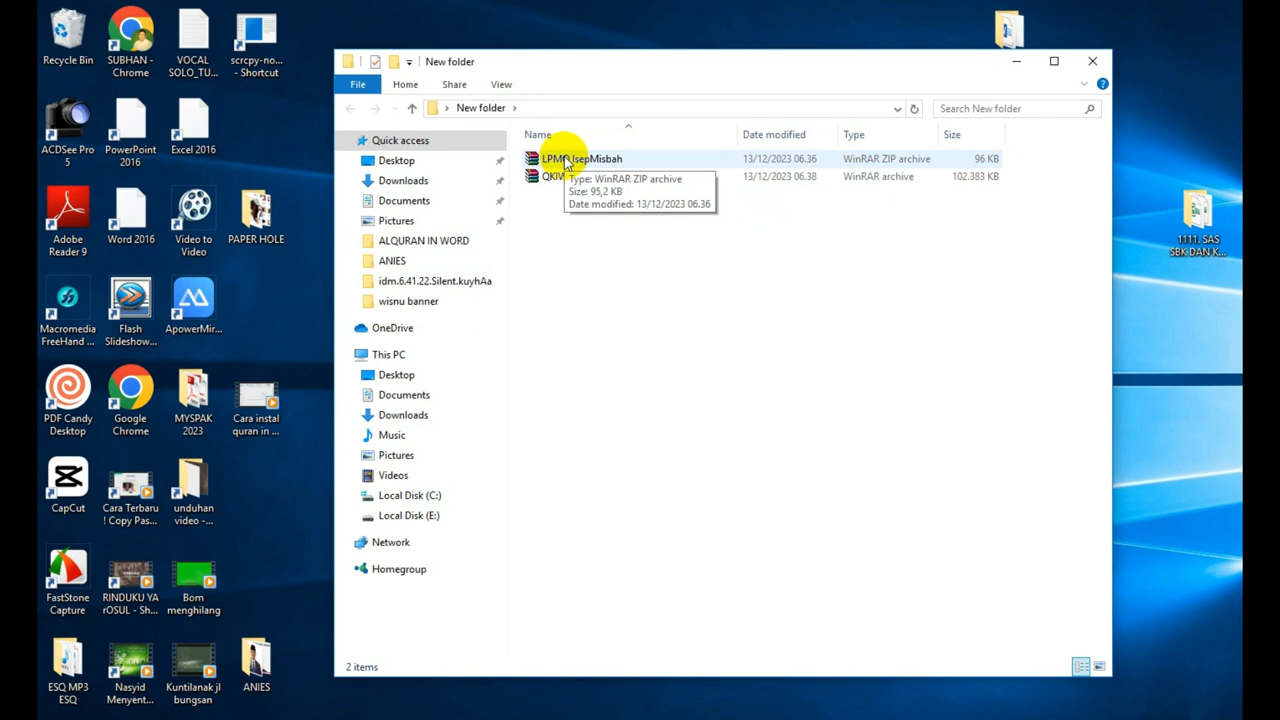 Recycle Bin
SUBHAN -
Chrome
VOCAL
SOLO_TU...
scrcpy-no...
- Shortcut
ACDSee Pro
5
PowerPoint
2016
Excel 2016
Adobe
Reader 9
Word 2016
Video to
Video
PAPER HOLE
Macromedia
FreeHand ...
Flash
Slideshow...
ApowerMir...
PDF Candy
Desktop
Google
Chrome
MYSPAK
2023
Cara instal
quran in ...
CapCut
Cara Terbaru
! Copy Pas...
unduhan
video -...
FastStone
Capture
RINDUKU YA
rOSUL - Sh...
Bom
menghilang
ESQ MP3
ESQ
Nasyid
Menyent...
Kuntilanak jl
bungsan
ANIES
New folder
File
Home
Share
View
New folder
Search New folder
Quick access
Desktop
Downloads
Documents
Pictures
ALQURAN IN WORD
ANIES
idm.6.41.22.Silent.kuyhAa
wisnu banner
OneDrive
This PC
Desktop
Documents
Downloads
Music
Pictures
Videos
Local Disk (C:)
Local Disk (E:)
Network
Homegroup
Name Date modified Type Size
13/12/2023 06.36 WinRAR ZIP archive 96 KB
13/12/2023 06.38 WinRAR archive 102.383 KB
Type: WinRAR ZIP archive
Size: 95,2 KB
Date modified: 13/12/2023 06.36
2 items
1111. SAS
SBK DAN K...